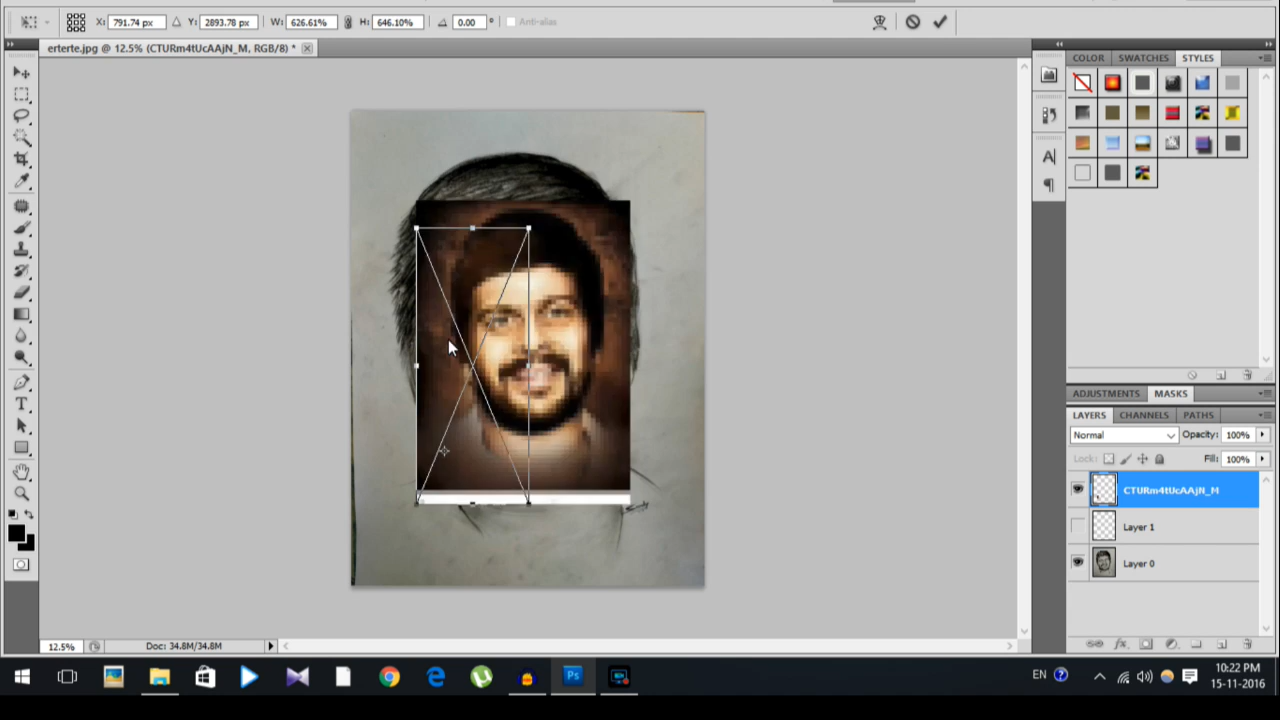 X: 791.74 px Y: 2893.78 px W: 626.61% H: 646.10% 0.00 ° Anti-alias
erterte.jpg @ 12.5% (CTURm4tUcAAjN_M, RGB/8) *
COLOR SWATCHES STYLES
ADJUSTMENTS MASKS
LAYERS CHANNELS PATHS
Normal Opacity: 100%
Lock: Fill: 100%
CTURm4tUcAAjN_M
Layer 1
Layer 0
12.5% Doc: 34.8M/34.8M
Ps EN 10:22 PM
15-11-2016